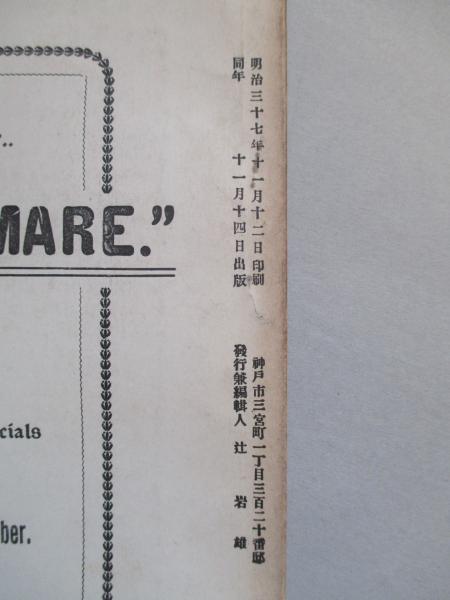 ..
MARE.”
cials
ber.
明治三十七年十一月十二日印刷
同年　十一月十四日出版
神戸市三宮町一丁目三百二十番邸
發行兼編輯人　辻　岩雄